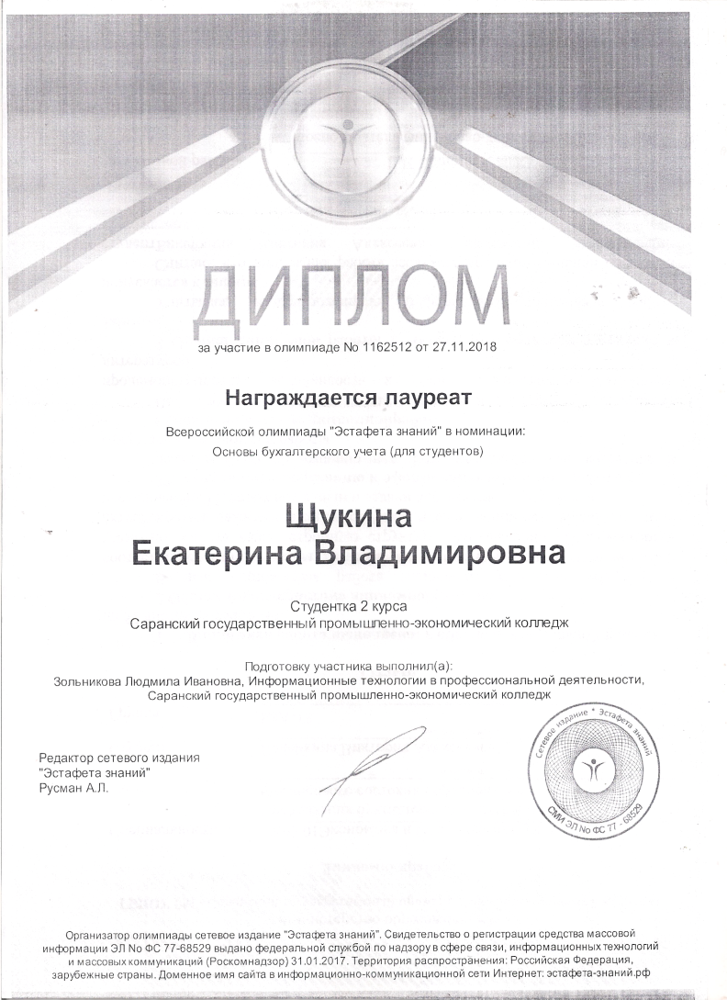 ДИПЛОМ
за участие в олимпиаде No 1162512 от 27.11.2018
Награждается лауреат
Всероссийской олимпиады "Эстафета знаний" в номинации:
Основы бухгалтерского учета (для студентов)
Щукина
Екатерина Владимировна
Студентка 2 курса
Саранский государственный промышленно-экономический колледж
Подготовку участника выполнил(а):
Зольникова Людмила Ивановна, Информационные технологии в профессиональной деятельности,
Саранский государственный промышленно-экономический колледж
Редактор сетевого издания
"Эстафета знаний"
Русман А.Л.
Сетевое издание * Эстафета знаний
СМИ ЭЛ No ФС 77 - 68529
Организатор олимпиады сетевое издание "Эстафета знаний". Свидетельство о регистрации средства массовой
информации ЭЛ No ФС 77-68529 выдано федеральной службой по надзору в сфере связи, информационных технологий
и массовых коммуникаций (Роскомнадзор) 31.01.2017. Территория распространения: Российская Федерация,
зарубежные страны. Доменное имя сайта в информационно-коммуникационной сети Интернет: эстафета-знаний.рф